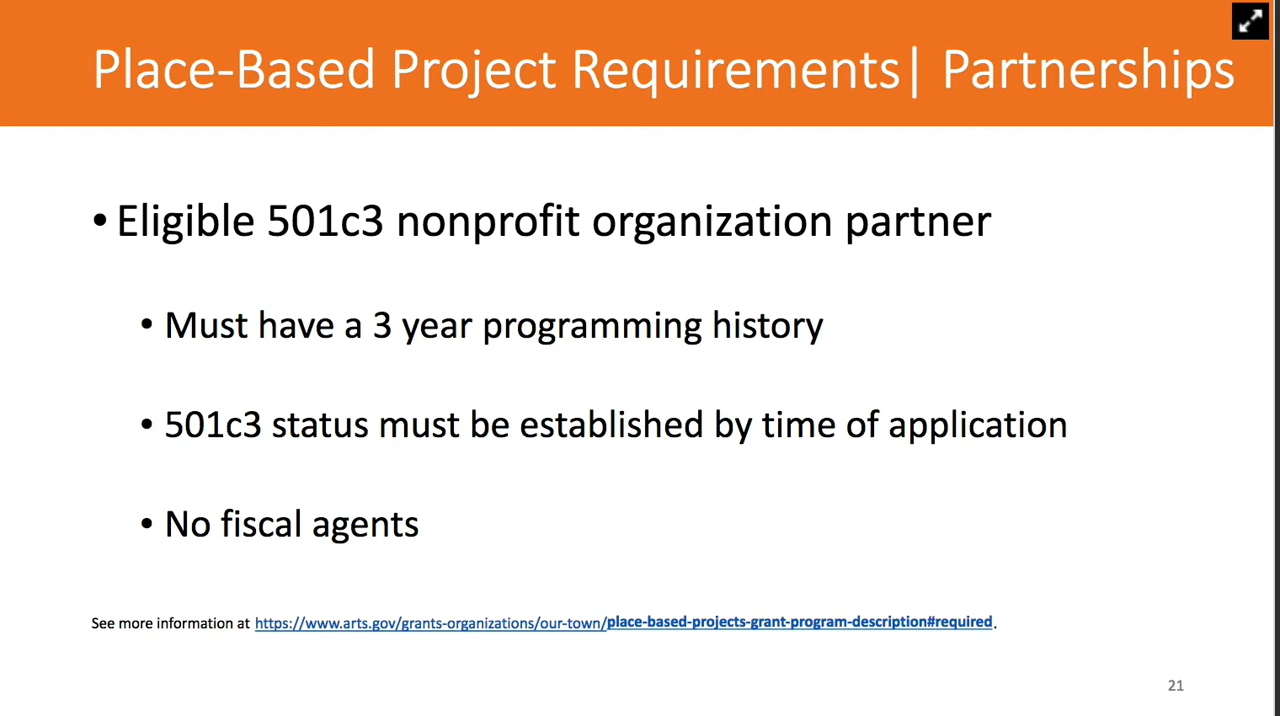 Place-Based Project Requirements| Partnerships
• Eligible 501c3 nonprofit organization partner
• Must have a 3 year programming history
• 501c3 status must be established by time of application
• No fiscal agents
See more information at https://www.arts.gov/grants-organizations/our-town/place-based-projects-grant-program-description#required.
21